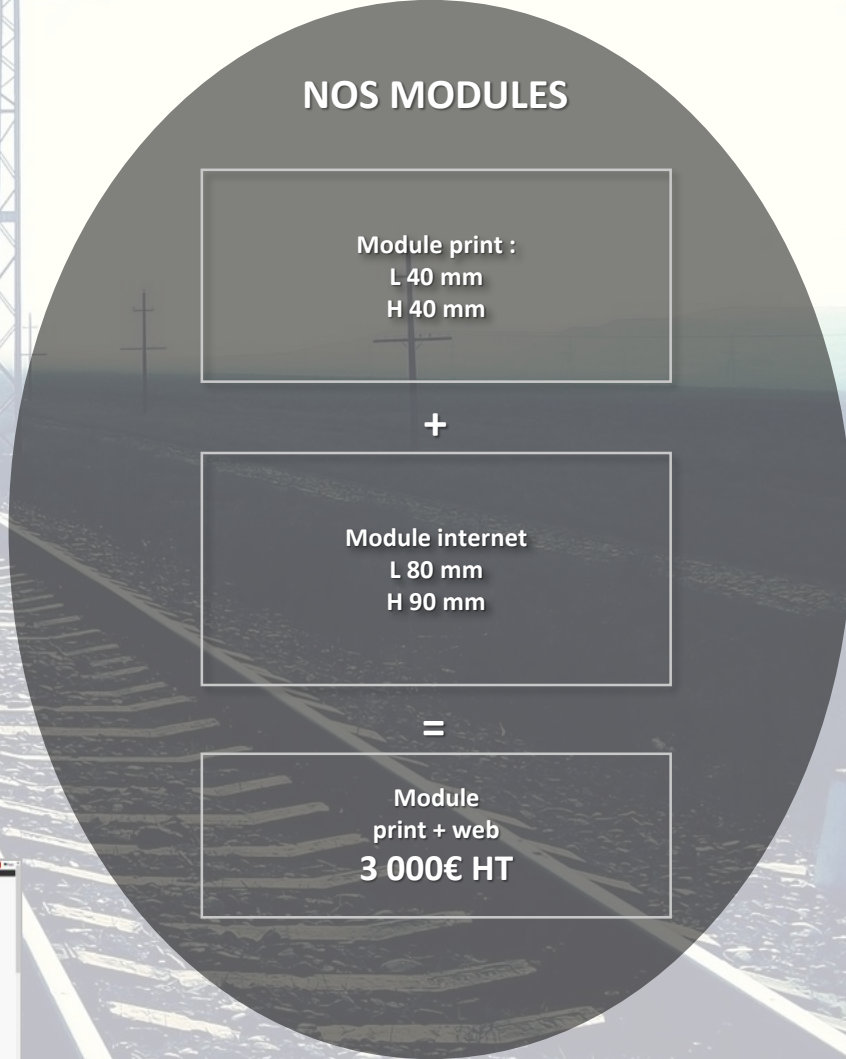 NOS MODULES
Module print :
L 40 mm
H 40 mm
+
Module internet
L 80 mm
H 90 mm
=
Module
print + web
3 000€ HT